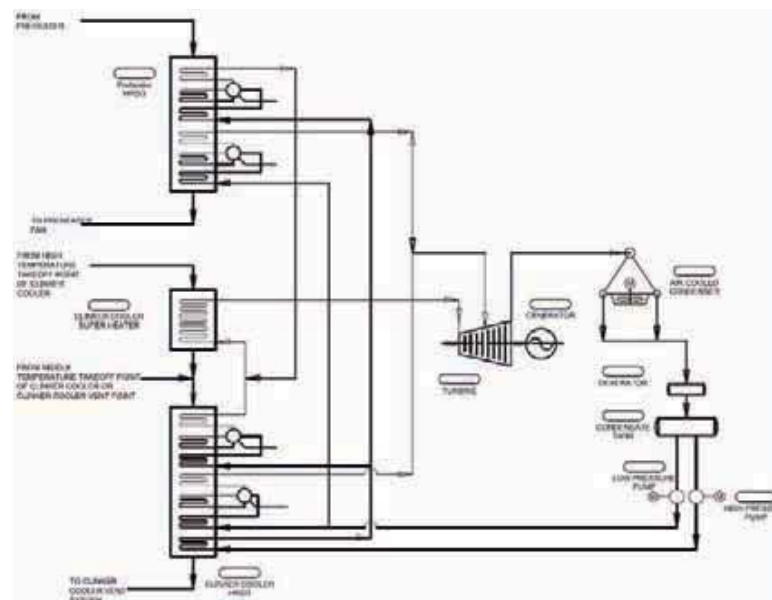 FROM
PREHEATER
Preheater
HRSG
TO PREHEATER
FAN
FROM HIGH
TEMPERATURE
TAKEOFF POINT
OF CLINKER
COOLER
CLINKER COOLER
SUPER HEATER
FROM MIDDLE
TEMPERATURE TAKEOFF POINT
OF CLINKER COOLER OR
CLINKER COOLER VENT POINT
TO CLINKER
COOLER VENT
SYSTEM
CLINKER COOLER
HRSG
TURBINE
GENERATOR
AIR COOLED
CONDENSER
M
DEAERATOR
CONDENSATE
TANK
LOW PRESSURE
PUMP
HIGH PRESSU
PUMP